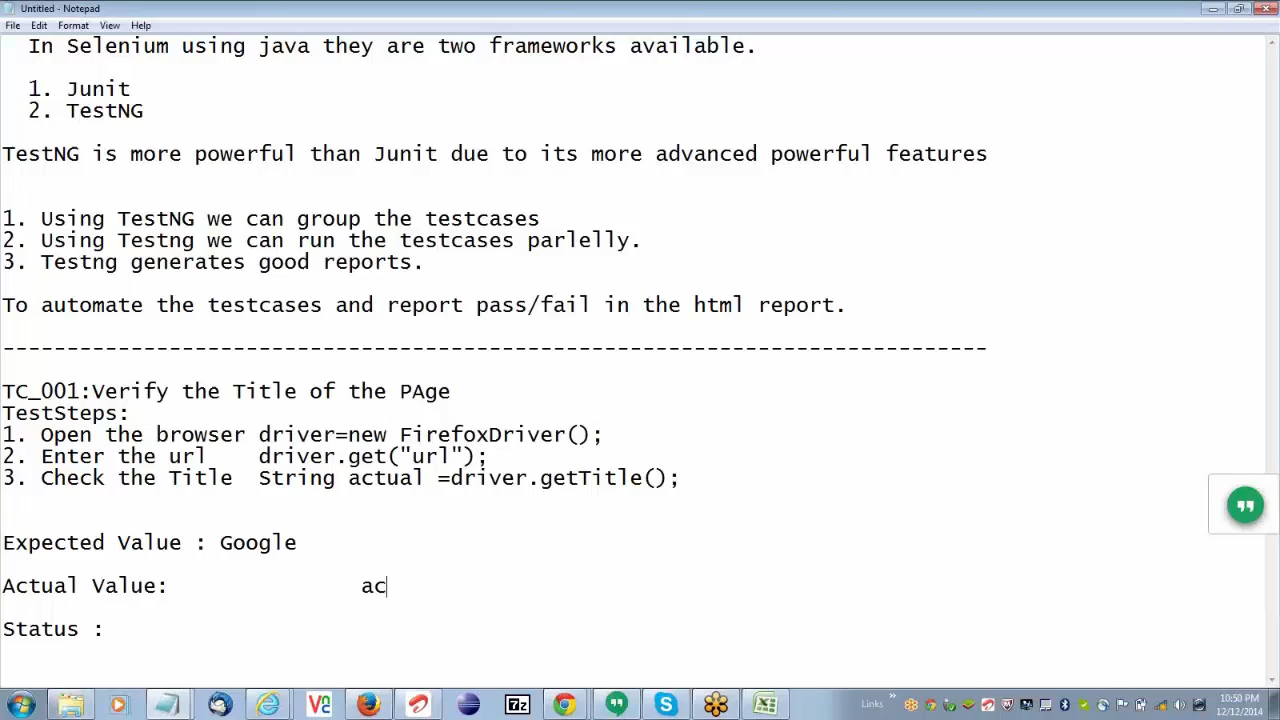 Untitled - Notepad
File Edit Format View Help
In Selenium using java they are two frameworks available.
1. Junit
2. TestNG
TestNG is more powerful than Junit due to its more advanced powerful features
1. Using TestNG we can group the testcases
2. Using Testng we can run the testcases parlelly.
3. Testng generates good reports.
To automate the testcases and report pass/fail in the html report.
-----------------------------------------------------------------------------
TC_001:Verify the Title of the PAge
TestSteps:
1. Open the browser driver=new FirefoxDriver();
2. Enter the url driver.get("url");
3. Check the Title String actual =driver.getTitle();
Expected Value : Google
Actual Value: ac
Status :
7z
Links
10:50 PM
12/12/2014